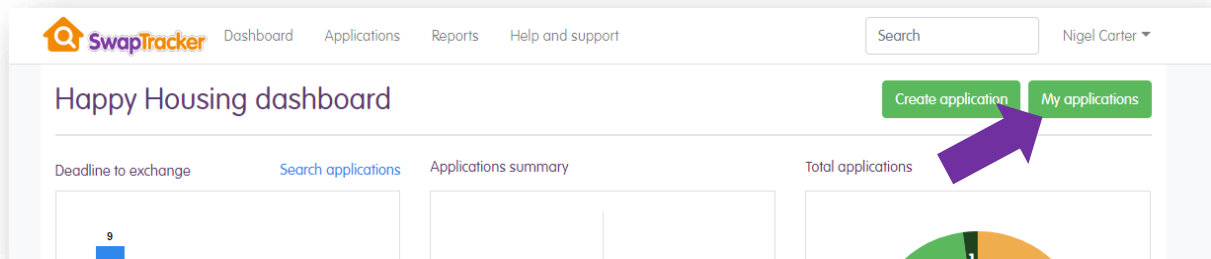 SwapTracker Dashboard Applications Reports Help and support Search Nigel Carter
Happy Housing dashboard Create application My applications
Deadline to exchange Search applications Applications summary Total applications
9
1